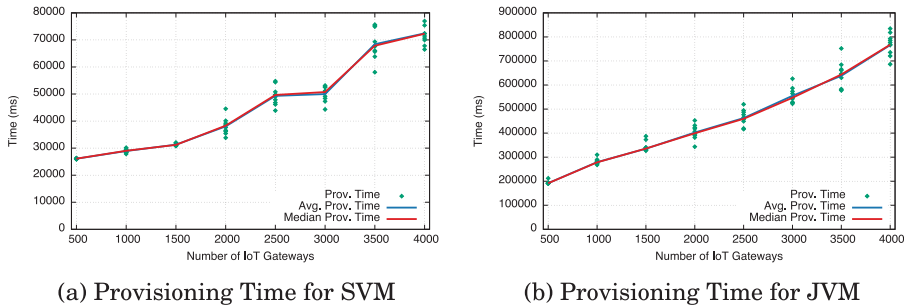 80000
70000
60000
50000
40000
30000
20000
10000
0
Time (ms)
Prov. Time
Avg. Prov. Time
Median Prov. Time
500 1000 1500 2000 2500 3000 3500 4000
Number of IoT Gateways
(a) Provisioning Time for SVM
900000
800000
700000
600000
500000
400000
300000
200000
100000
0
Time (ms)
Prov. Time
Avg. Prov. Time
Median Prov. Time
500 1000 1500 2000 2500 3000 3500 4000
Number of IoT Gateways
(b) Provisioning Time for JVM